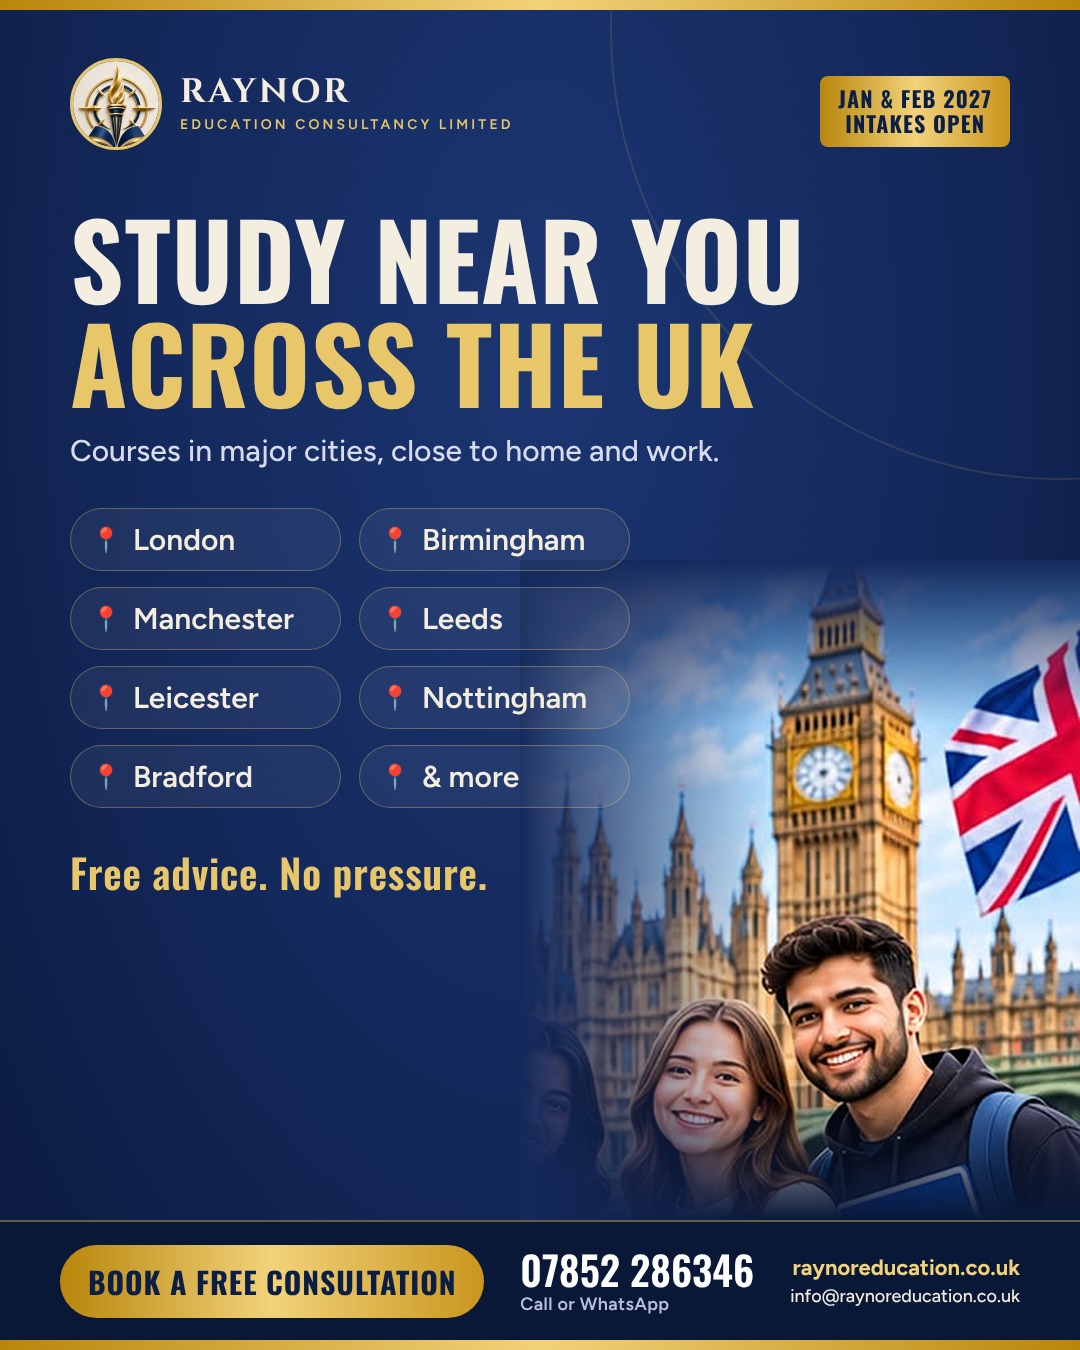 RAYNOR
EDUCATION CONSULTANCY LIMITED
JAN & FEB 2027
INTAKES OPEN
STUDY NEAR YOU
ACROSS THE UK
Courses in major cities, close to home and work.
London
Birmingham
Manchester
Leeds
Leicester
Nottingham
Bradford
& more
Free advice. No pressure.
BOOK A FREE CONSULTATION
07852 286346
Call or WhatsApp
raynoreducation.co.uk
info@raynoreducation.co.uk